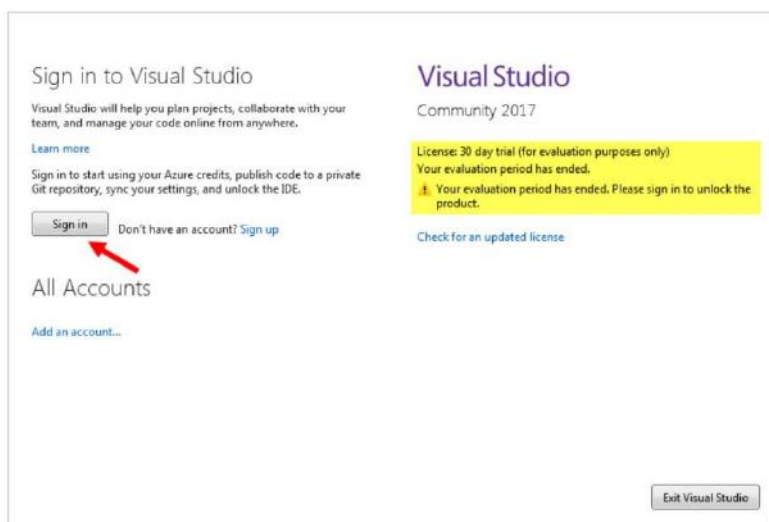 Sign in to Visual Studio
Visual Studio will help you plan projects, collaborate with your
team, and manage your code online from anywhere.
Learn more
Sign in to start using your Azure credits, publish code to a private
Git repository, sync your settings, and unlock the IDE.
Sign in
Don't have an account? Sign up
All Accounts
Add an account...
Visual Studio
Community 2017
License: 30 day trial (for evaluation purposes only)
Your evaluation period has ended.
Your evaluation period has ended. Please sign in to unlock the
product.
Check for an updated license
Exit Visual Studio